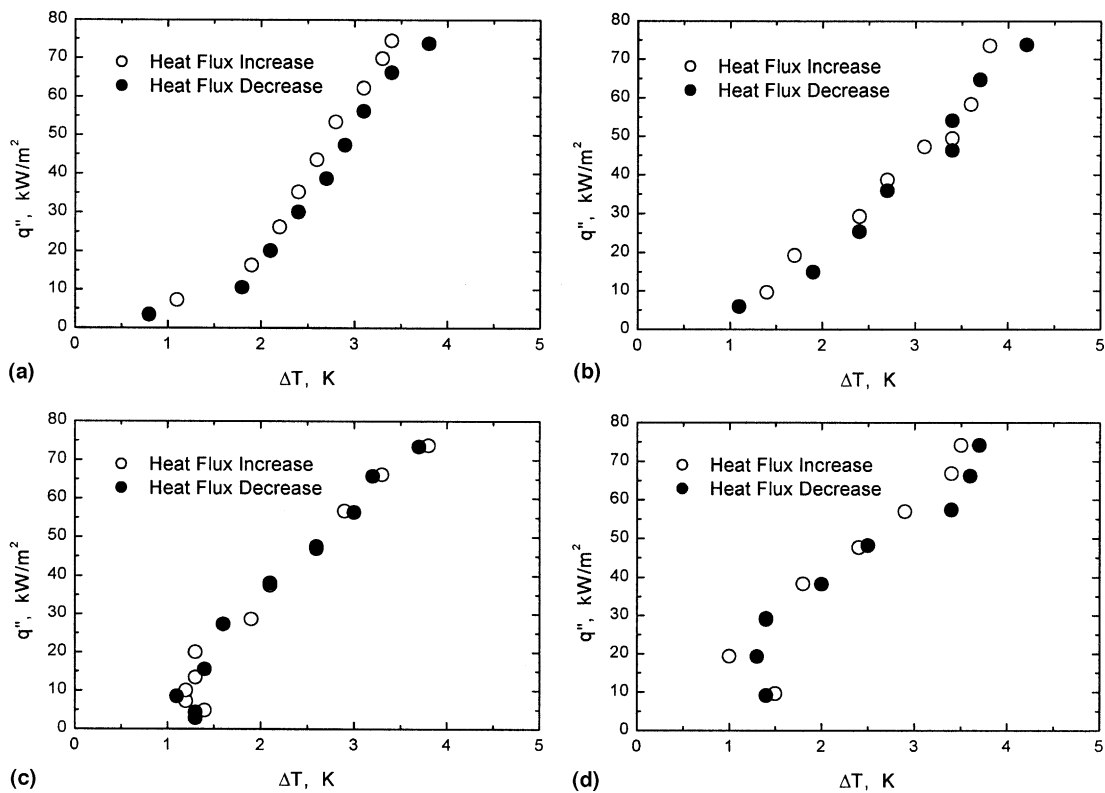 80
70
60
50
40
30
20
10
0
q'', kW/m²
Heat Flux Increase
Heat Flux Decrease
0 1 2 3 4 5
(a)
ΔT, K
80
70
60
50
40
30
20
10
0
q'', kW/m²
Heat Flux Increase
Heat Flux Decrease
0 1 2 3 4 5
(b)
ΔT, K
80
70
60
50
40
30
20
10
0
q'', kW/m²
Heat Flux Increase
Heat Flux Decrease
0 1 2 3 4 5
(c)
ΔT, K
80
70
60
50
40
30
20
10
0
q'', kW/m²
Heat Flux Increase
Heat Flux Decrease
0 1 2 3 4 5
(d)
ΔT, K